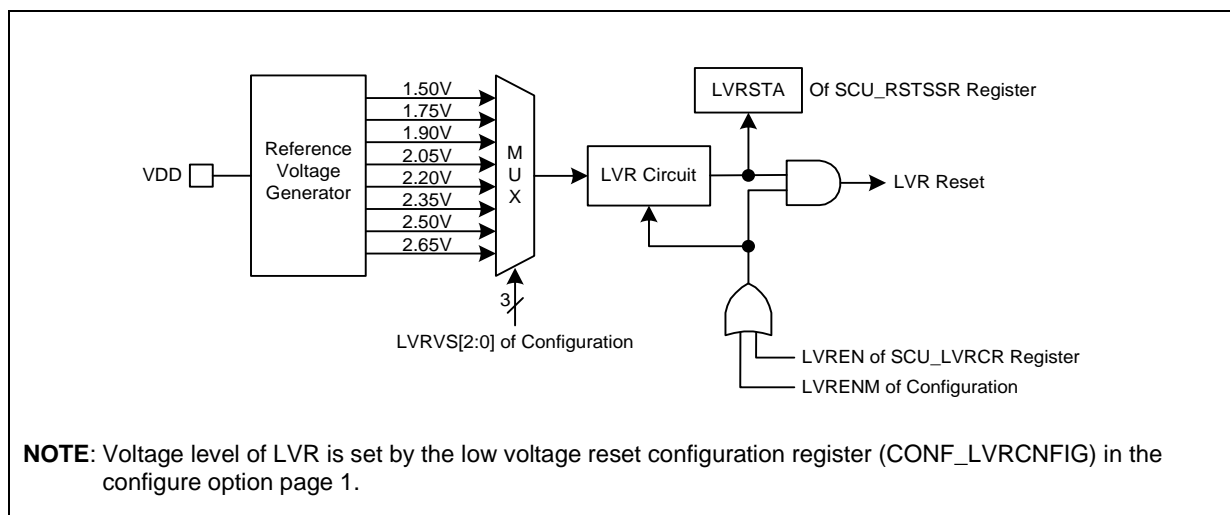 VDD
Reference
Voltage
Generator
1.50V
1.75V
1.90V
2.05V
2.20V
2.35V
2.50V
2.65V
M
U
X
3
LVRVS[2:0] of Configuration
LVR Circuit
LVRSTA
Of SCU_RSTSSR Register
LVR Reset
LVREN of SCU_LVRCR Register
LVRENM of Configuration
NOTE: Voltage level of LVR is set by the low voltage reset configuration register (CONF_LVRCNFIG) in the
configure option page 1.